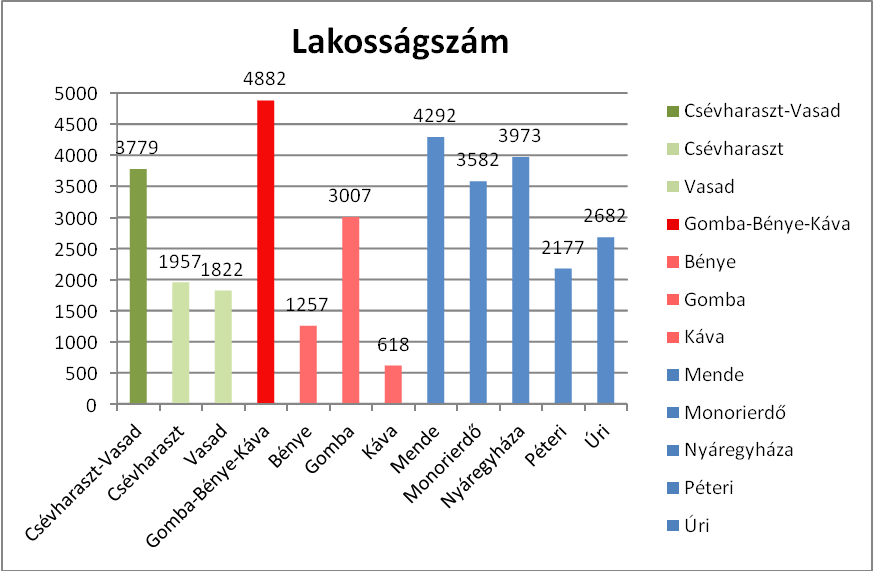 Lakosságszám
5000
4500
4000
3500
3000
2500
2000
1500
1000
500
0
3779
1957
1822
4882
1257
3007
618
4292
3582
3973
2177
2682
Csévharaszt-Vasad
Csévharaszt
Vasad
Gomba-Bénye-Káva
Bénye
Gomba
Káva
Mende
Monorierdő
Nyáregyháza
Péteri
Úri
Csévharaszt-Vasad
Csévharaszt
Vasad
Gomba-Bénye-Káva
Bénye
Gomba
Káva
Mende
Monorierdő
Nyáregyháza
Péteri
Úri